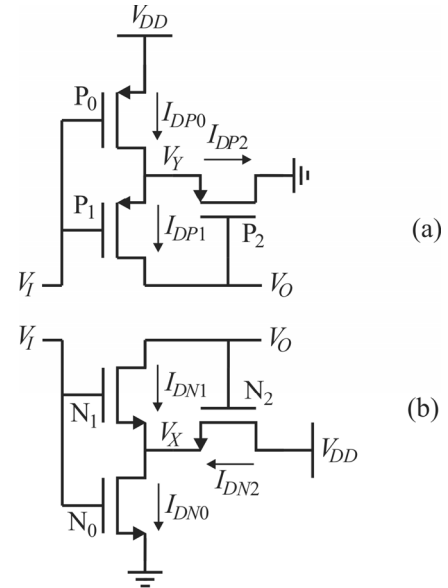 V_DD
P_0
I_DP0
I_DP2
V_Y
P_1
I_DP1
P_2
(a)
V_I
V_O
V_I
V_O
I_DN1
N_2
N_1
V_X
(b)
V_DD
I_DN2
N_0
I_DN0